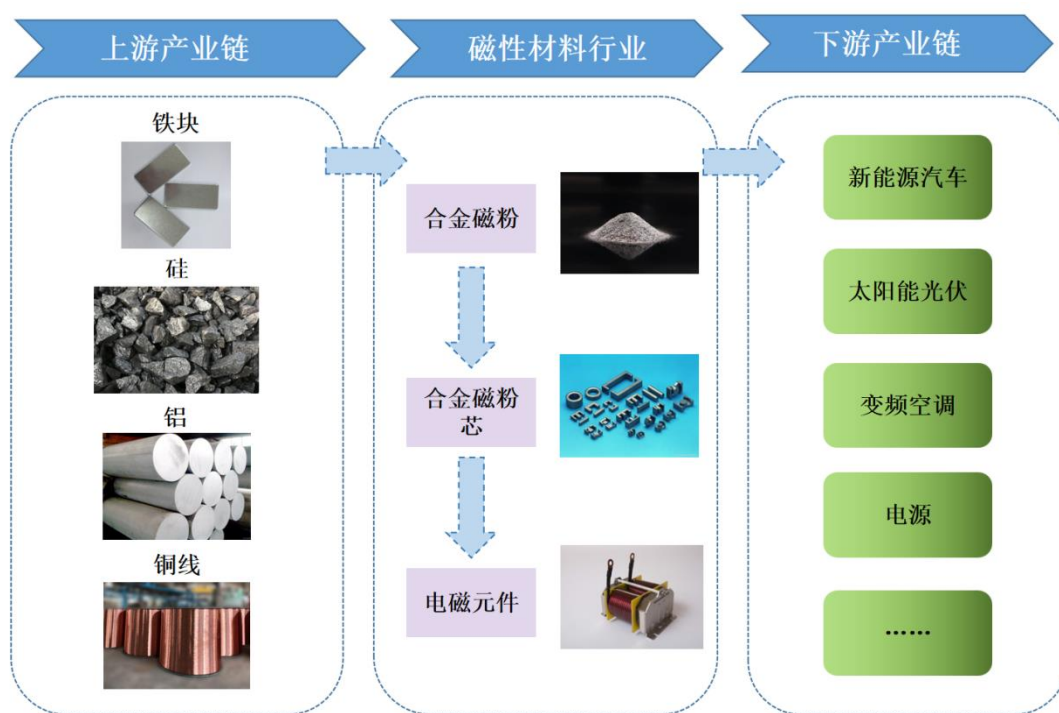 上游产业链
磁性材料行业
下游产业链
铁块
硅
铝
铜线
合金磁粉
合金磁粉
芯
电磁元件
新能源汽车
太阳能光伏
变频空调
电源
……